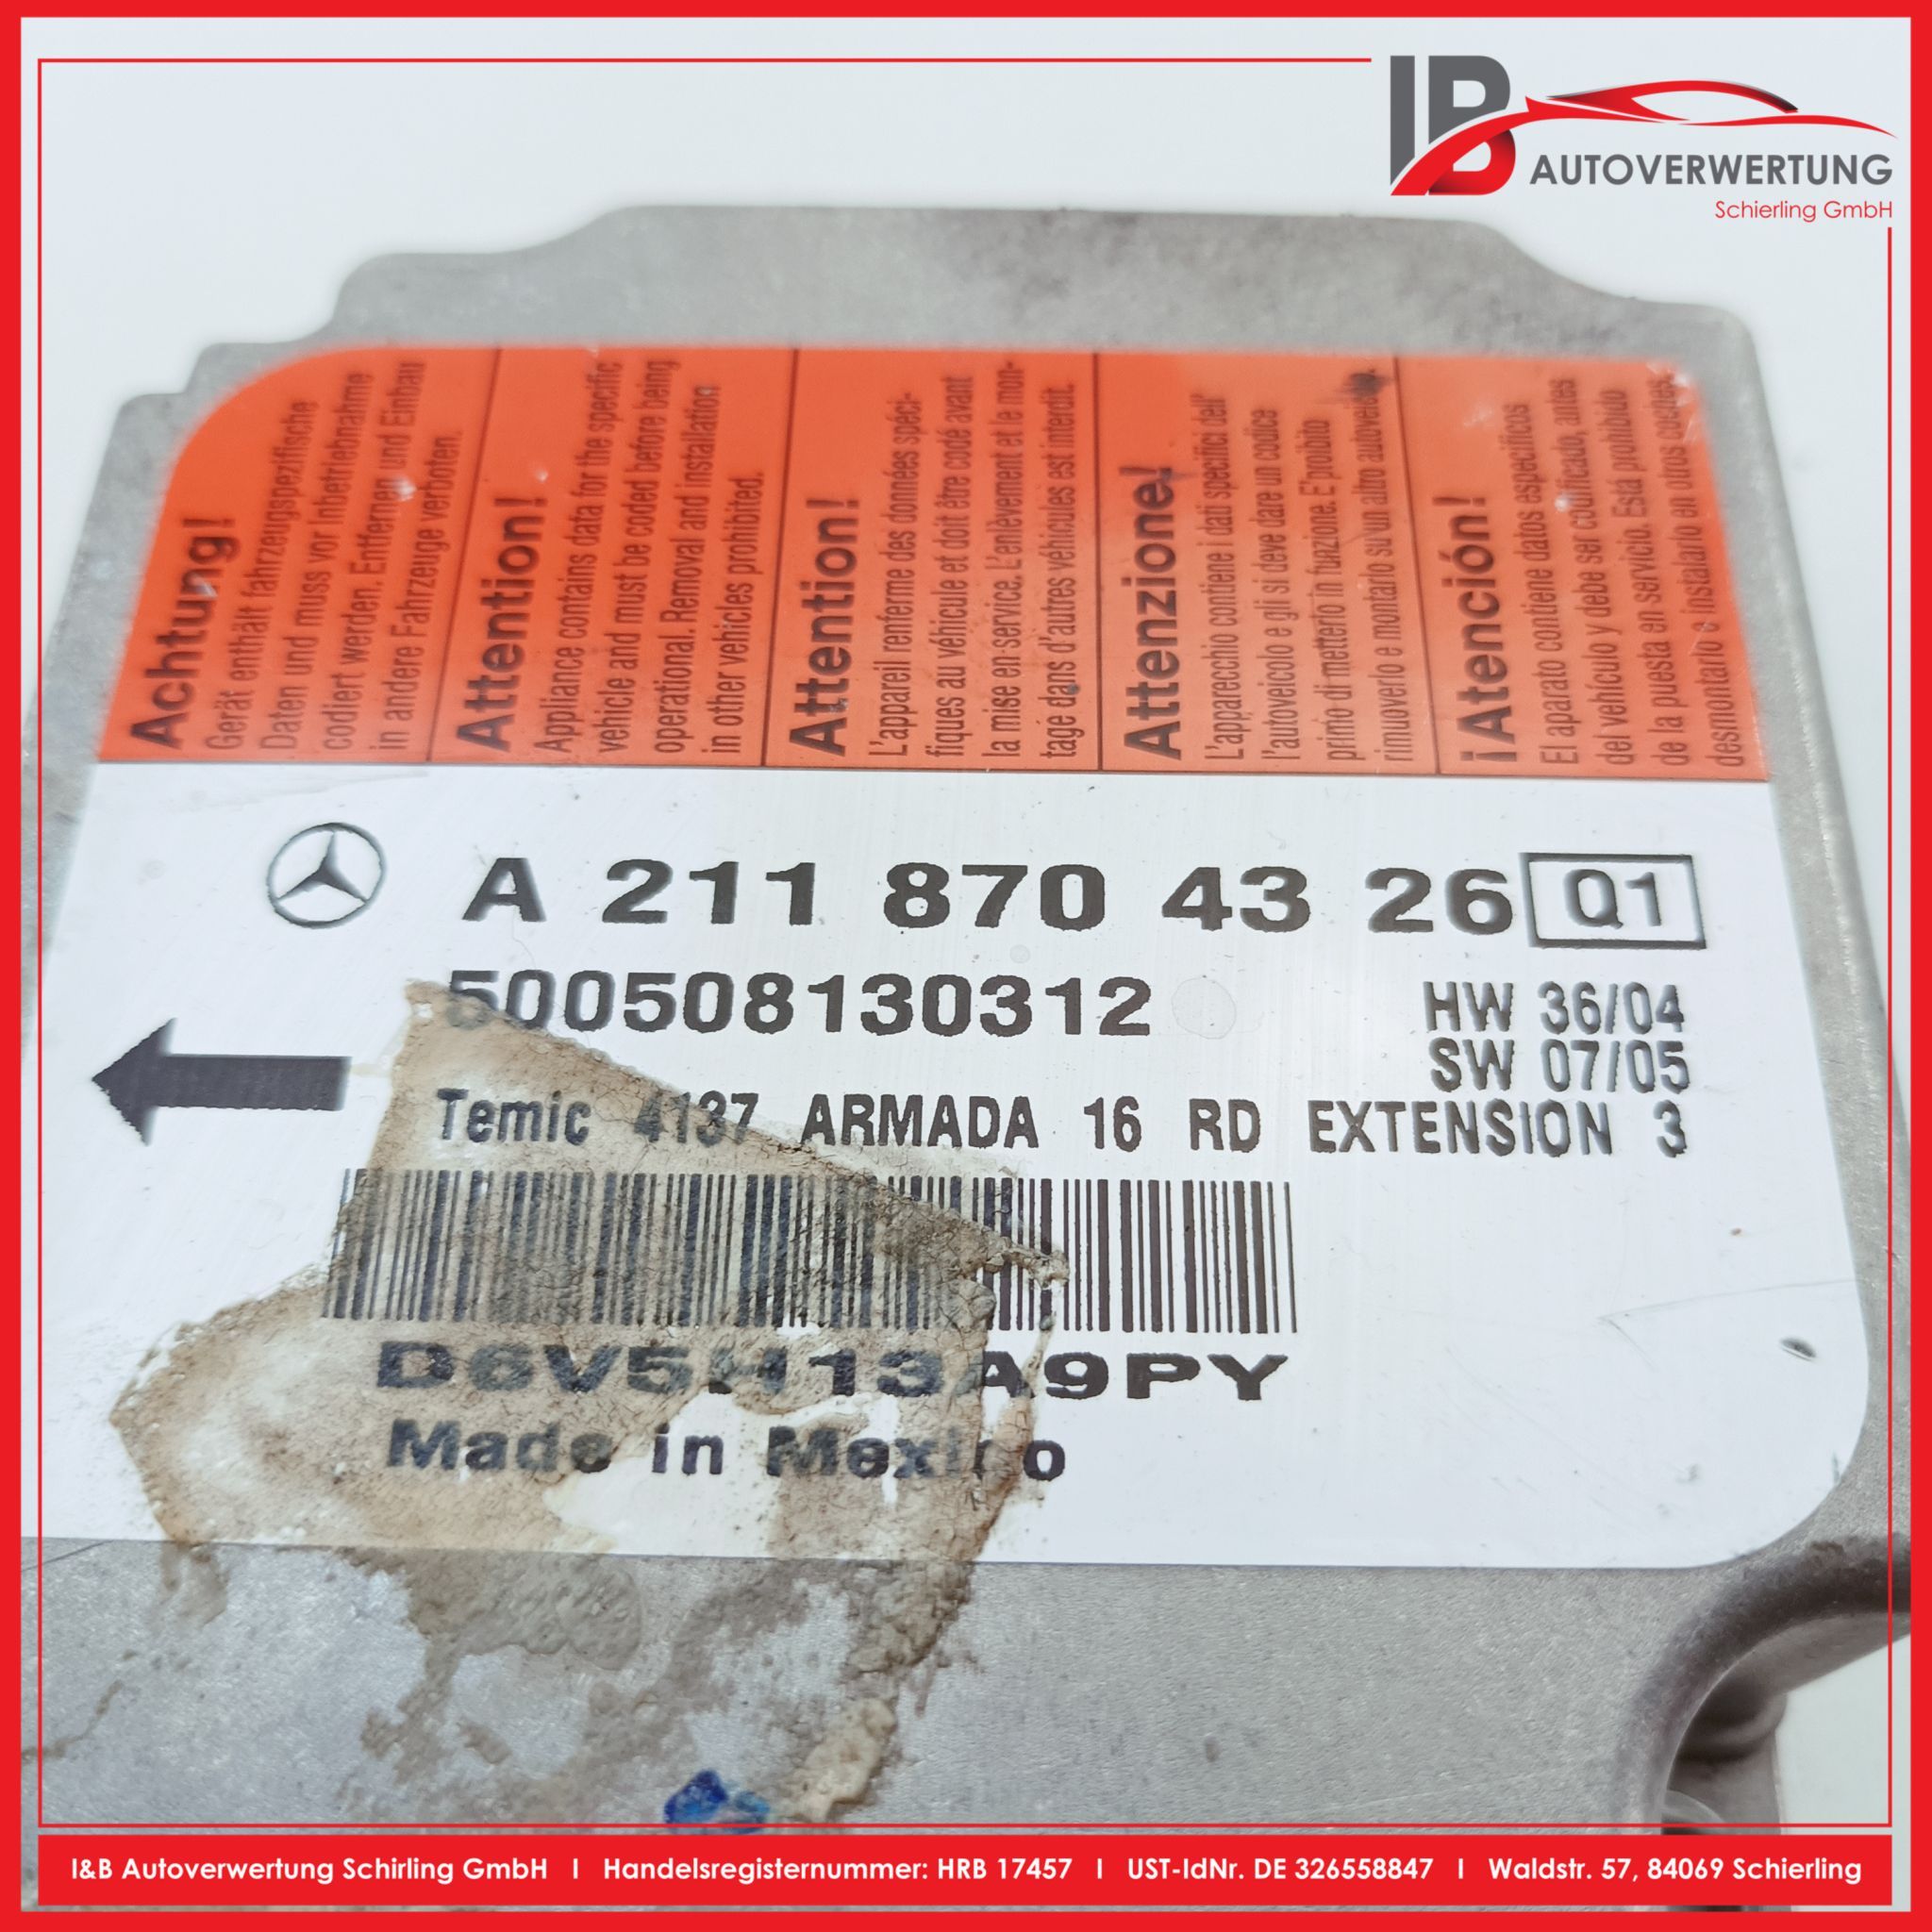 IB
AUTOVERWERTUNG
Schierling GmbH
Achtung!
Gerät enthält fahrzeugspezifische
Daten und muss vor Inbetriebnahme
codiert werden. Entfernen und Einbau
in andere Fahrzeuge verboten.
Attention!
Appliance contains data for the specific
vehicle and must be coded before being
operational. Removal and installation
in other vehicles prohibited.
Attention!
L'appareil renferme des données spéci-
fiques au véhicule et doit être codé avant
la mise en service. L'enlèvement et le mon-
tage dans d'autres véhicules est interdit.
Attenzione!
L'apparecchio contiene i dati specifici dell'
l'autoveicolo e gli si deve dare un codice
primo di metterlo in funzione. E'proibito
rimuoverlo e montarlo su un altro autoveicolo.
¡Atención!
El aparato contiene datos específicos
del vehículo y debe ser codificado, antes
de la puesta en servicio. Está prohibido
desmontarlo e instalarlo en otros coches.
A 211 870 43 26 Q1
500508130312
HW 36/04
SW 07/05
Temic 4137 ARMADA 16 RD EXTENSION 3
D6V5H13A9PY
Made in Mexico
I&B Autoverwertung Schirling GmbH I Handelsregisternummer: HRB 17457 I UST-IdNr. DE 326558847 I Waldstr. 57, 84069 Schierling